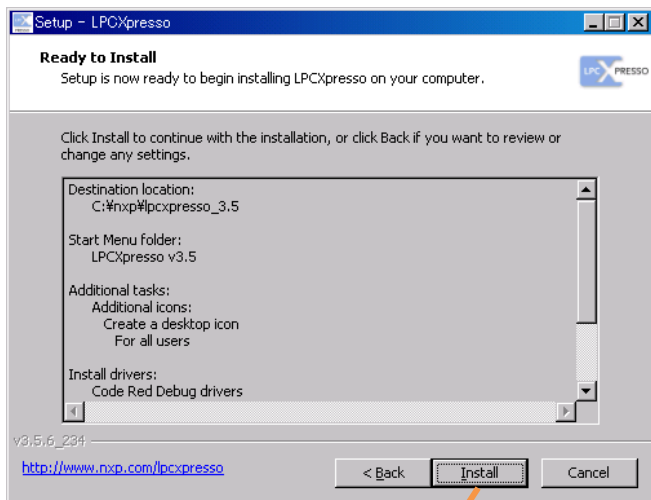 Setup - LPCXpresso
Ready to Install
Setup is now ready to begin installing LPCXpresso on your computer.
LPC XPRESSO
Click Install to continue with the installation, or click Back if you want to review or
change any settings.
Destination location:
C:¥nxp¥lpcxpresso_3.5
Start Menu folder:
LPCXpresso v3.5
Additional tasks:
Additional icons:
Create a desktop icon
For all users
Install drivers:
Code Red Debug drivers
v3.5.6_234
http://www.nxp.com/lpcxpresso
< Back
Install
Cancel